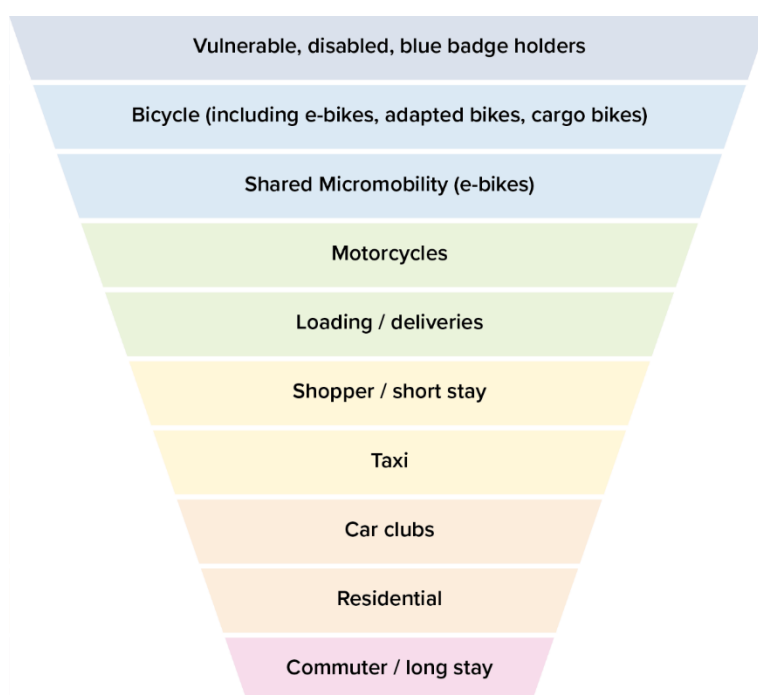 Vulnerable, disabled, blue badge holders
Bicycle (including e-bikes, adapted bikes, cargo bikes)
Shared Micromobility (e-bikes)
Motorcycles
Loading / deliveries
Shopper / short stay
Taxi
Car clubs
Residential
Commuter / long stay